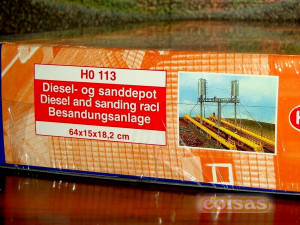 H0 113
Diesel- og sanddepot
Diesel and sanding racl
Besandungsanlage
64x15x18,2 cm
H
coisas